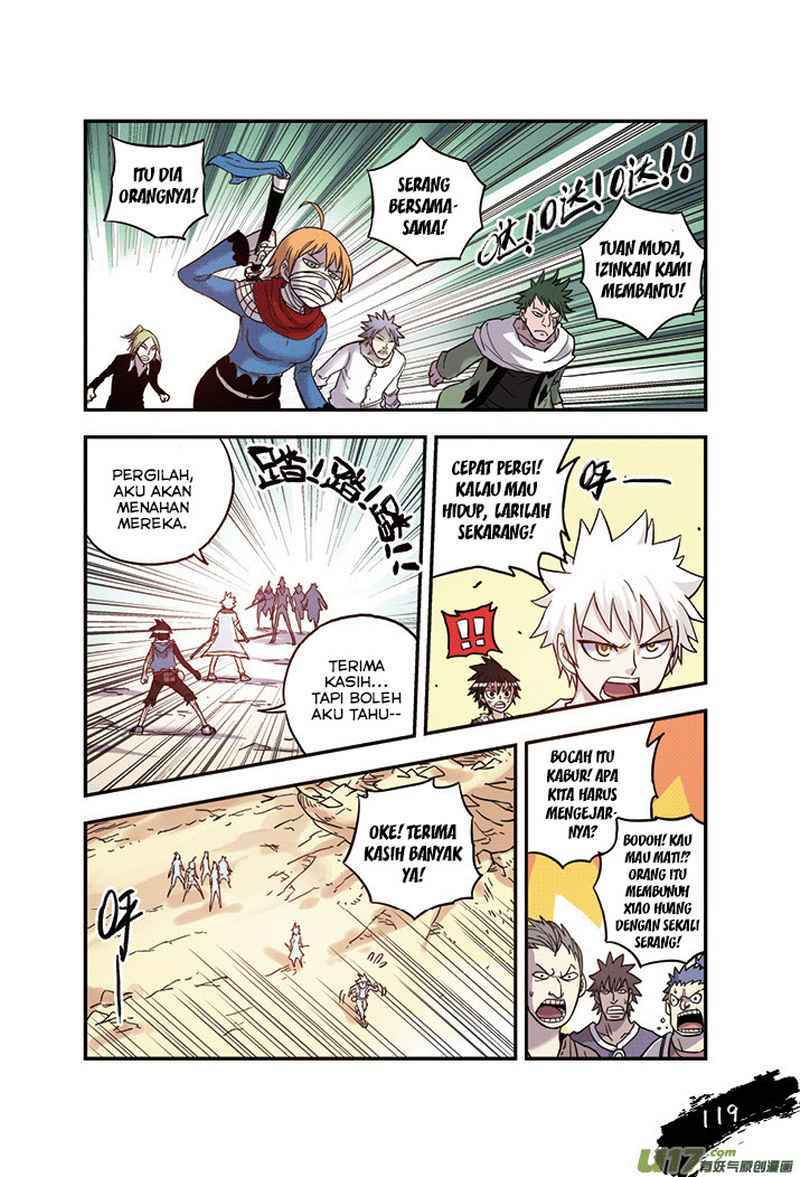 ITU DIA
ORANGNYA!
SERANG
BERSAMA-
SAMA!
哒!哒!哒!!
TUAN MUDA,
IZINKAN KAMI
MEMBANTU!
PERGILAH,
AKU AKAN
MENAHAN
MEREKA.
踏!踏!踏!!
TERIMA
KASIH...
TAPI BOLEH
AKU TAHU--
CEPAT PERGI!
KALAU MAU
HIDUP, LARILAH
SEKARANG!
呼—
!!
OKE! TERIMA
KASIH BANYAK
YA!
呼—
BOCAH ITU
KABUR! APA
KITA HARUS
MENGEJAR-
NYA?
BODOH! KAU
MAU MATI!?
ORANG ITU
MEMBUNUH
XIAO HUANG
DENGAN SEKALI
SERANG!
119
U17.com
有妖气原创漫画